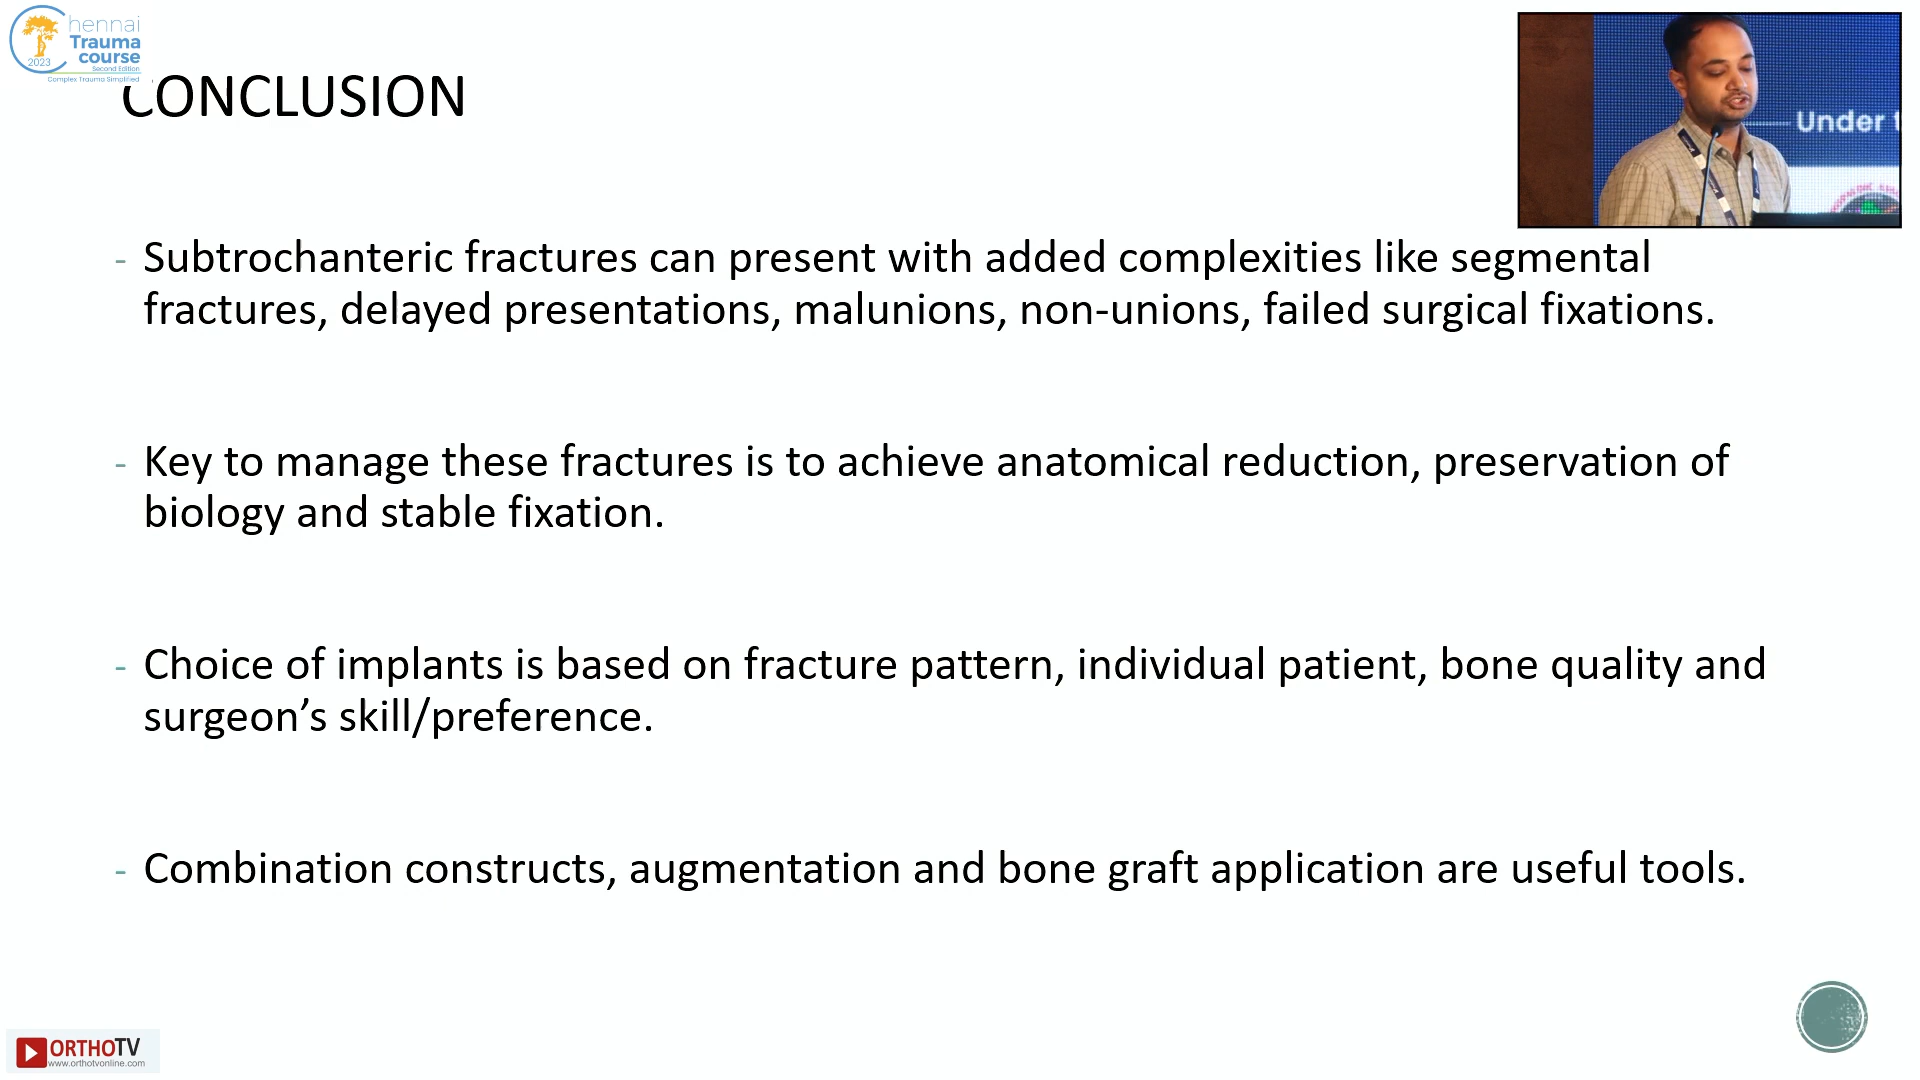 hennai
Trauma
course
2023
Second Edition
Complex Trauma Simplified
CONCLUSION
Under t
- Subtrochanteric fractures can present with added complexities like segmental
fractures, delayed presentations, malunions, non-unions, failed surgical fixations.
- Key to manage these fractures is to achieve anatomical reduction, preservation of
biology and stable fixation.
- Choice of implants is based on fracture pattern, individual patient, bone quality and
surgeon’s skill/preference.
- Combination constructs, augmentation and bone graft application are useful tools.
ORTHOTV
www.orthotvonline.com